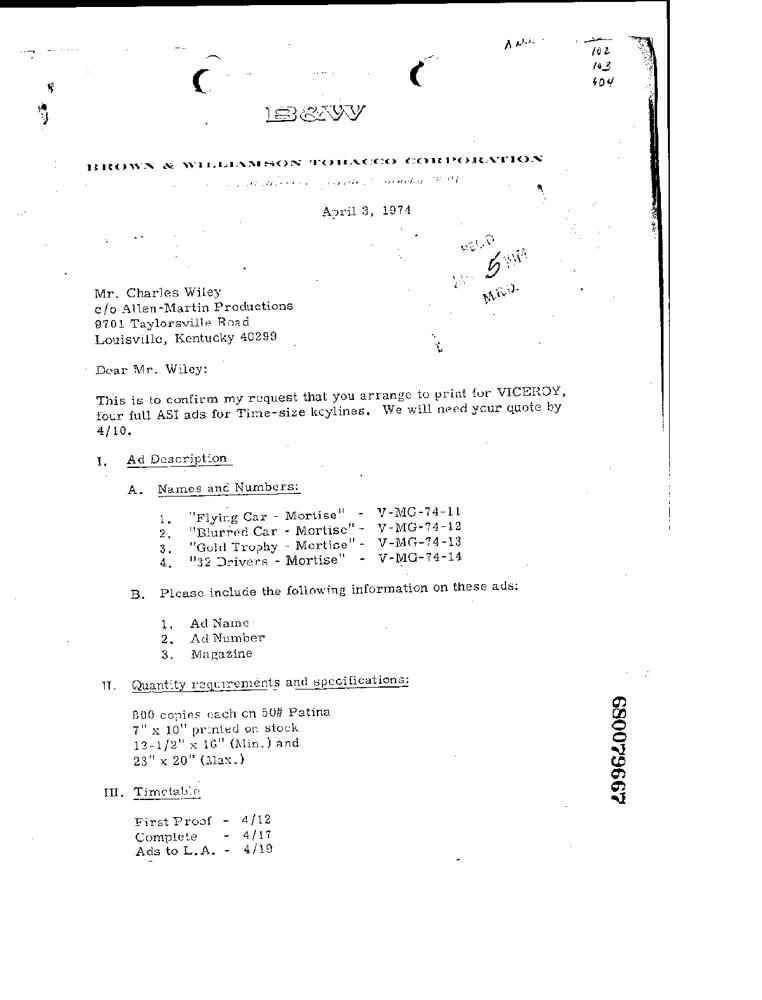 102
103
404
B&W
BROWN & WILLIAMSON TOBACCO CORPORATION
April 3, 1974
REC'D
5
M.R.D.
Mr. Charles Wiley
c/o Allen-Martin Productions
9701 Taylorsville Road
Louisville, Kentucky 40299
Dear Mr. Wiley:
This is to confirm my request that you arrange to print for VICEROY,
four full ASI ads for Time-size keylines. We will need your quote by
4/10.
I. Ad Description
A. Names and Numbers:
1. "Flying Car - Mortise" - V-MG-74-11
2. "Blurred Car - Mortise" - V-MG-74-12
3. "Gold Trophy - Mortise" - V-MG-74-13
4. "32 Drivers - Mortise" - V-MG-74-14
B. Please include the following information on these ads:
1. Ad Name
2. Ad Number
3. Magazine
II. Quantity requirements and specifications:
800 copies each on 50# Patina
7" x 10" printed on stock
12-1/2" x 16" (Min.) and
23" x 20" (Max.)
III. Timetable
First Proof - 4/12
Complete - 4/17
Ads to L.A. - 4/19
680079667